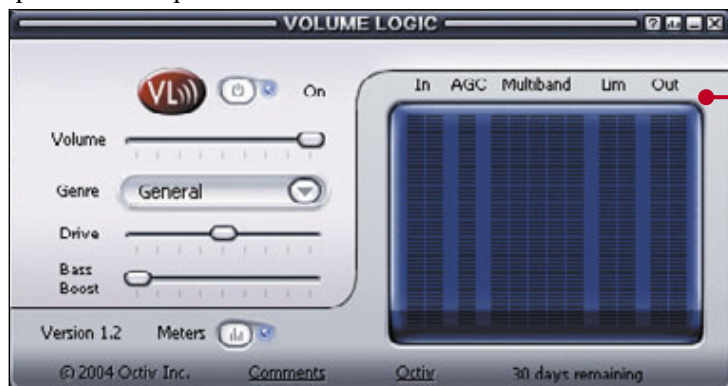 VOLUME LOGIC
VL
On
Volume
Genre General
Drive
Bass
Boost
Version 1.2 Meters
In AGC Multiband Lim Out
© 2004 Octiv Inc. Comments Octiv 30 days remaining